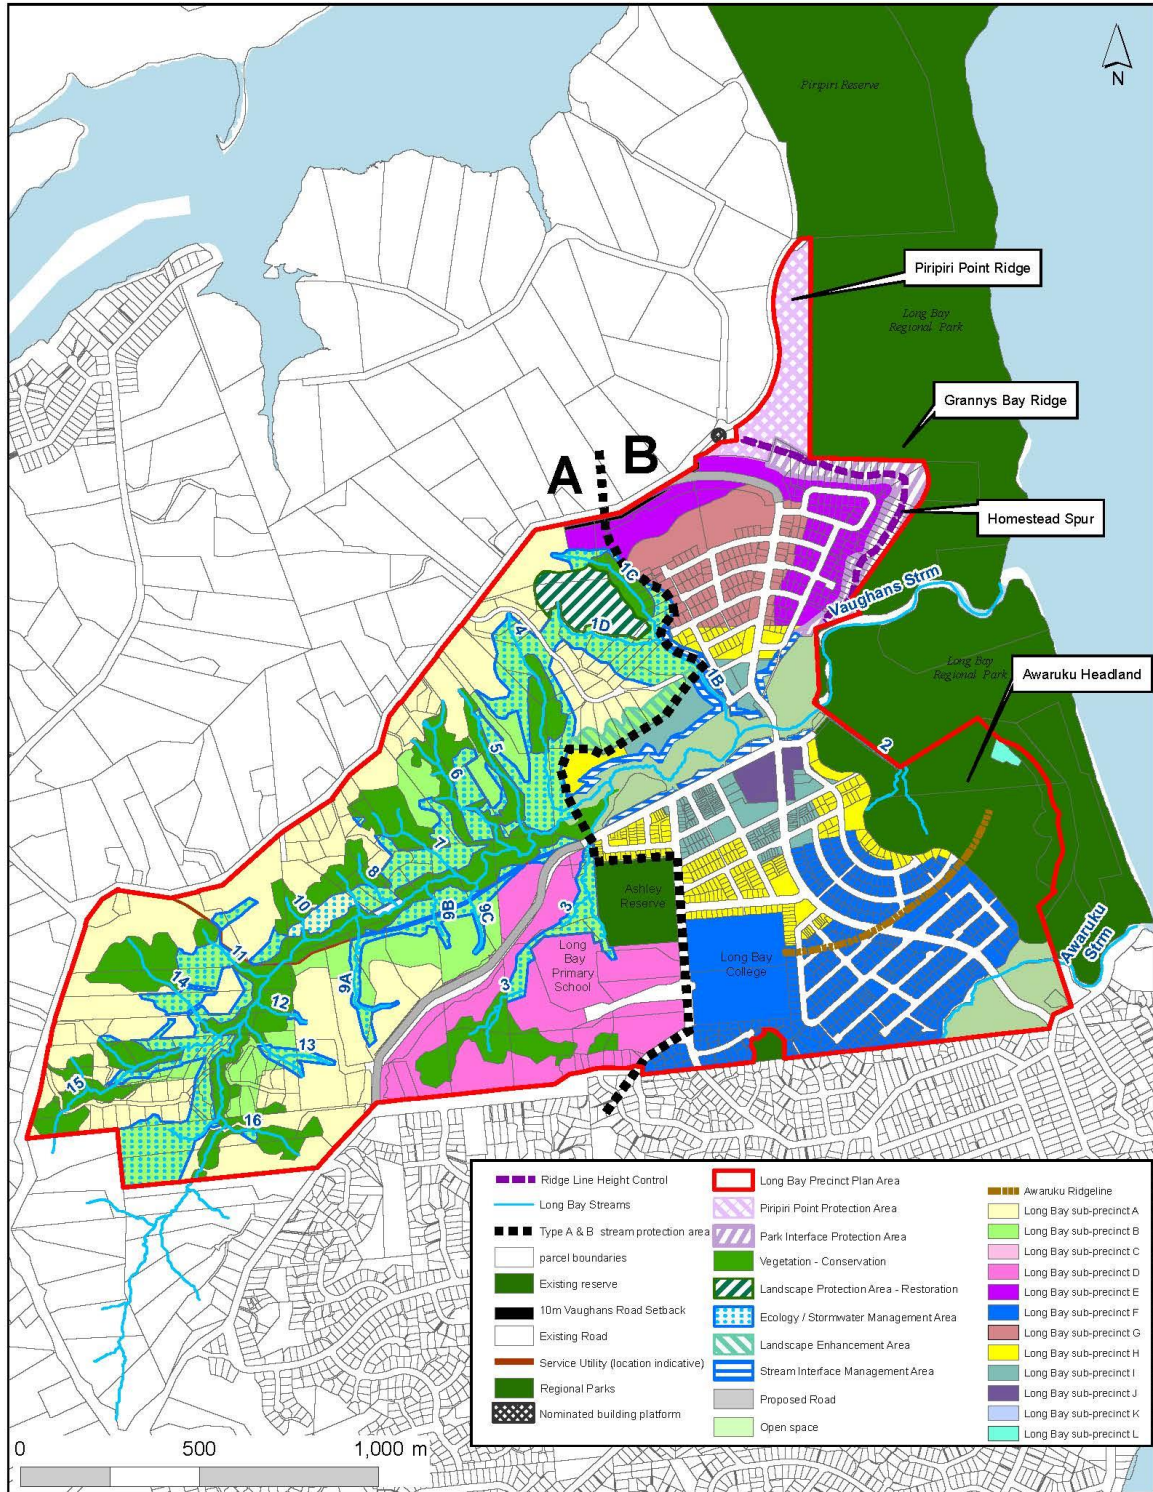 Piripiri Reserve
N
Piripiri Point Ridge
Long Bay
Regional Park
Grannys Bay Ridge
A
B
Homestead Spur
1C
Vaughans Strm
1D
4
1B
Long Bay
Regional Park
Awaruku Headland
2
5
6
7
8
Ashley
Reserve
10
9B
9C
3
Long
Bay
Primary
School
Long Bay
College
Awaruku
Strm
11
14
9A
3
12
13
15
16
Ridge Line Height Control
Long Bay Streams
Type A & B stream protection area
parcel boundaries
Existing reserve
10m Vaughans Road Setback
Existing Road
Service Utility (location indicative)
Regional Parks
Nominated building platform
Long Bay Precinct Plan Area
Piripiri Point Protection Area
Park Interface Protection Area
Vegetation - Conservation
Landscape Protection Area - Restoration
Ecology / Stormwater Management Area
Landscape Enhancement Area
Stream Interface Management Area
Proposed Road
Open space
Awaruku Ridgeline
Long Bay sub-precinct A
Long Bay sub-precinct B
Long Bay sub-precinct C
Long Bay sub-precinct D
Long Bay sub-precinct E
Long Bay sub-precinct F
Long Bay sub-precinct G
Long Bay sub-precinct H
Long Bay sub-precinct I
Long Bay sub-precinct J
Long Bay sub-precinct K
Long Bay sub-precinct L
0 500 1,000 m